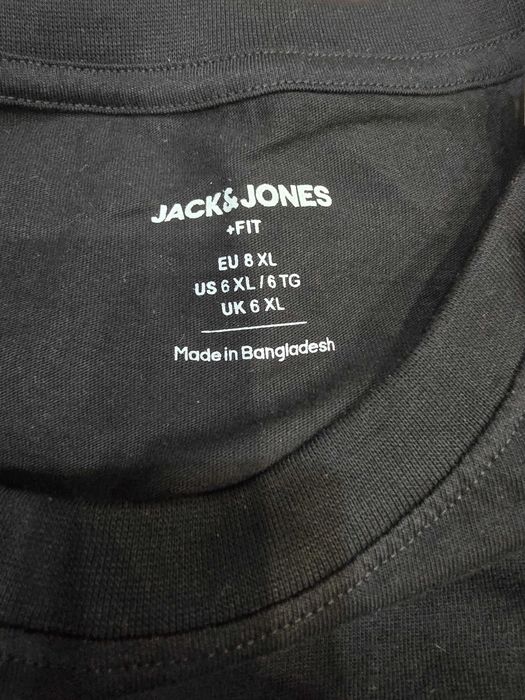 JACK&JONES
+FIT
EU 8 XL
US 6 XL / 6 TG
UK 6 XL
Made in Bangladesh